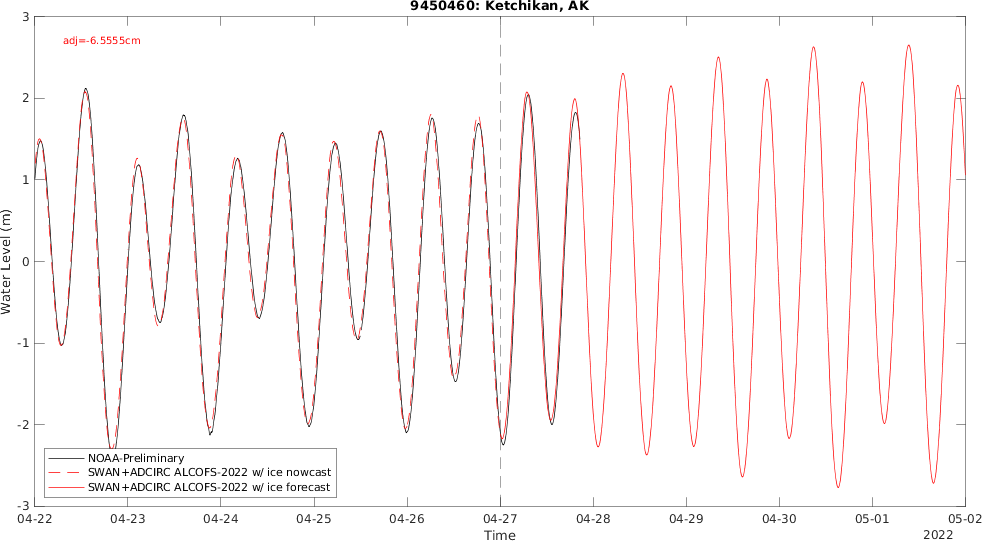 9450460: Ketchikan, AK
adj=-6.5555cm
3
2
1
0
-1
-2
-3
Water Level (m)
NOAA-Preliminary
SWAN+ADCIRC ALCOFS-2022 w/ ice nowcast
SWAN+ADCIRC ALCOFS-2022 w/ ice forecast
04-22 04-23 04-24 04-25 04-26 04-27 04-28 04-29 04-30 05-01 05-02
Time
2022